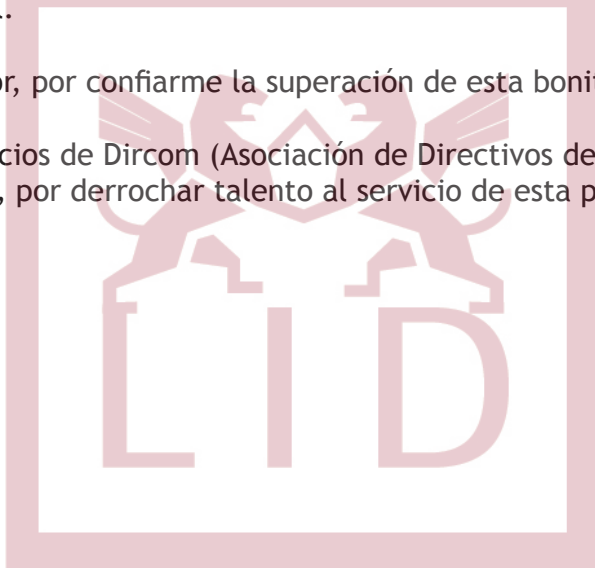 or, por confiarme la superación de esta boni
cios de Dircom (Asociación de Directivos de
, por derrochar talento al servicio de esta p
LID